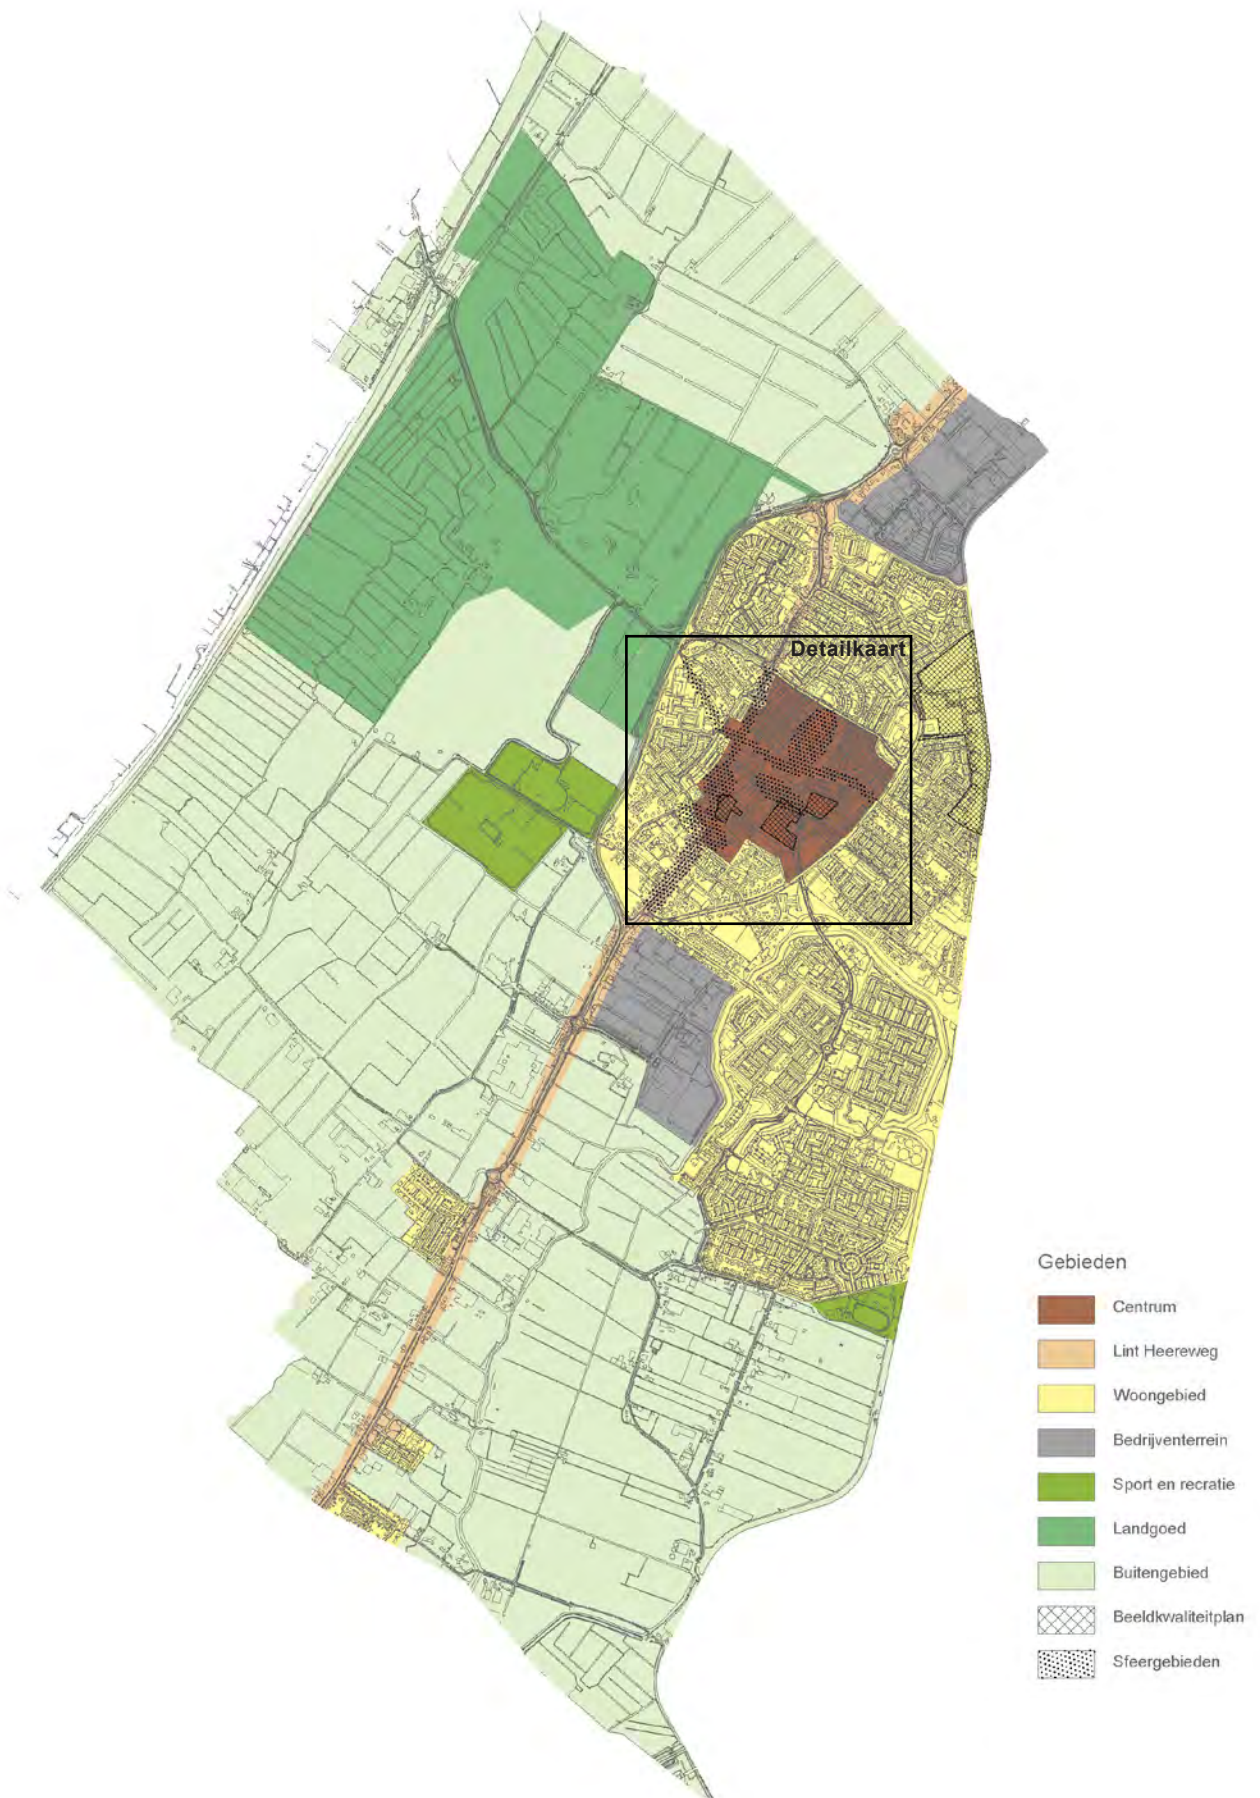 Detailkaart
Gebieden
Centrum
Lint Heereweg
Woongebied
Bedrijventerrein
Sport en recratie
Landgoed
Buitengebied
Beeldkwaliteitplan
Sfeergebieden